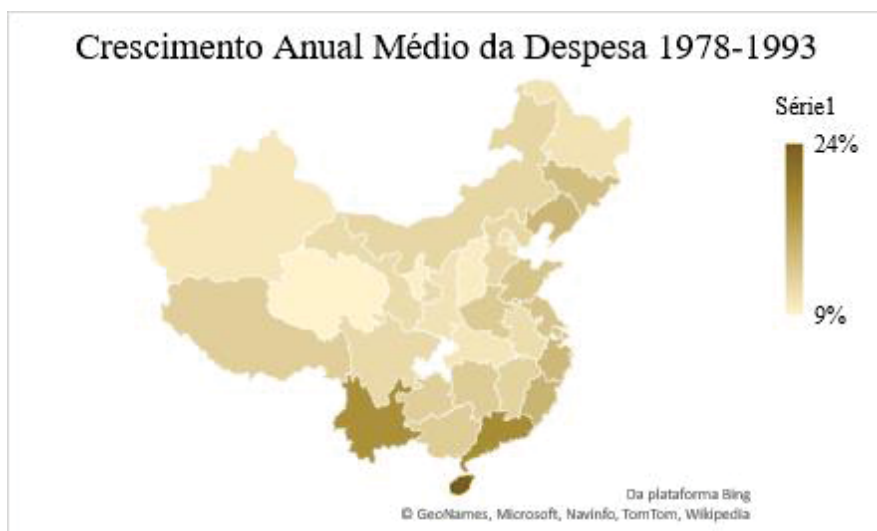 Crescimento Anual Médio da Despesa 1978-1993
Série1
24%
9%
Da plataforma Bing
© GeoNames, Microsoft, Navinfo, TomTom, Wikipedia